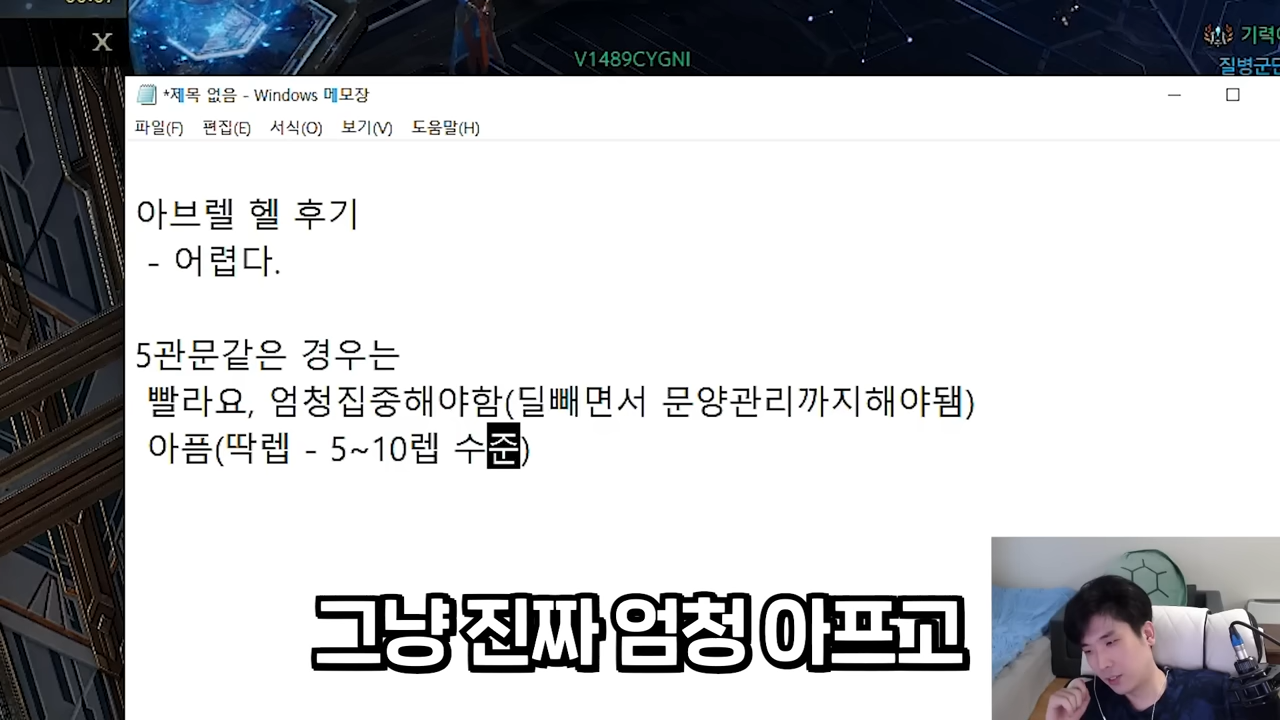 X
V1489CYGNI
*제목 없음 - Windows 메모장
파일(F) 편집(E) 서식(O) 보기(V) 도움말(H)
아브렐 헬 후기
- 어렵다.
5관문같은 경우는
빨라요, 엄청집중해야함(딜빼면서 문양관리까지해야됌)
아픔(딱렙 - 5~10렙 수준)
그냥 진짜 엄청 아프고